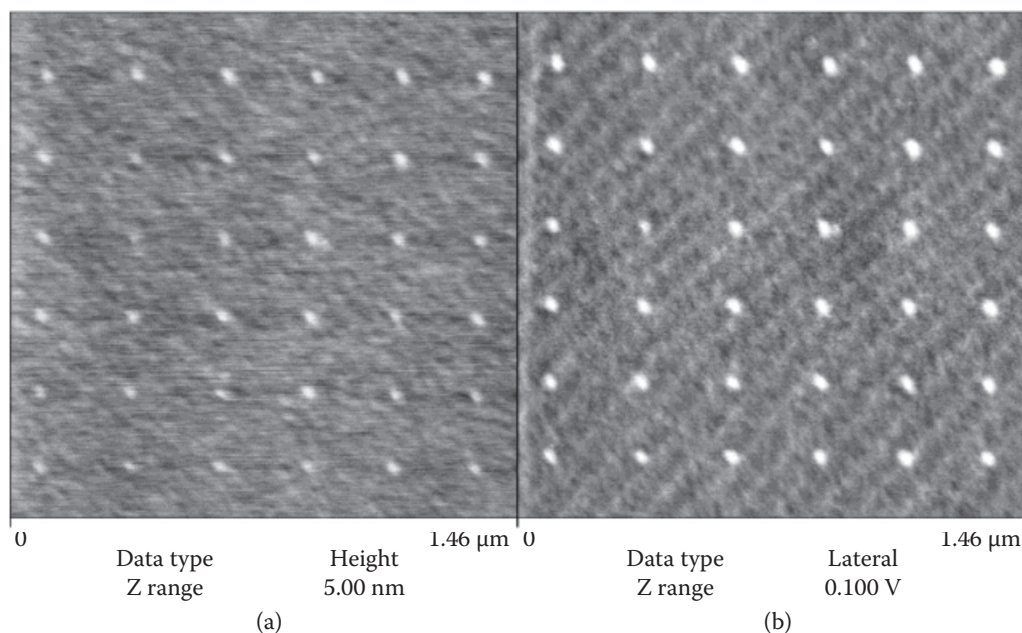 0 1.46 μm 0 1.46 μm
Data type Height Data type Lateral
Z range 5.00 nm Z range 0.100 V
(a) (b)